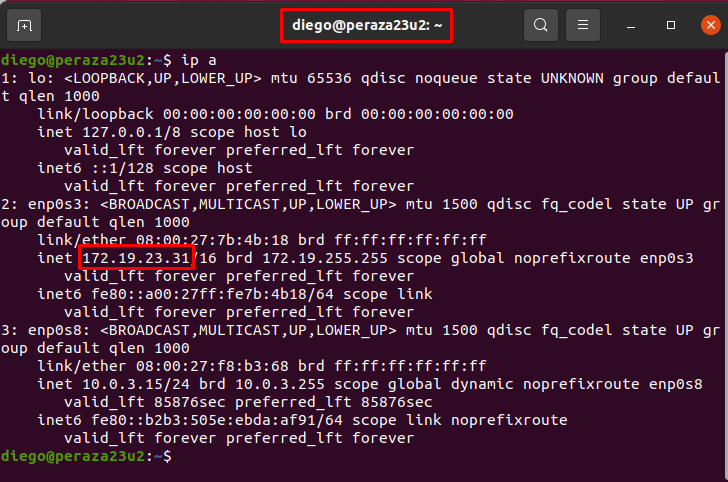 diego@peraza23u2: ~
diego@peraza23u2:~$ ip a
1: lo: <LOOPBACK,UP,LOWER_UP> mtu 65536 qdisc noqueue state UNKNOWN group defaul
t qlen 1000
    link/loopback 00:00:00:00:00:00 brd 00:00:00:00:00:00
    inet 127.0.0.1/8 scope host lo
       valid_lft forever preferred_lft forever
    inet6 ::1/128 scope host
       valid_lft forever preferred_lft forever
2: enp0s3: <BROADCAST,MULTICAST,UP,LOWER_UP> mtu 1500 qdisc fq_codel state UP gr
oup default qlen 1000
    link/ether 08:00:27:7b:4b:18 brd ff:ff:ff:ff:ff:ff
    inet 172.19.23.31/16 brd 172.19.255.255 scope global noprefixroute enp0s3
       valid_lft forever preferred_lft forever
    inet6 fe80::a00:27ff:fe7b:4b18/64 scope link
       valid_lft forever preferred_lft forever
3: enp0s8: <BROADCAST,MULTICAST,UP,LOWER_UP> mtu 1500 qdisc fq_codel state UP gr
oup default qlen 1000
    link/ether 08:00:27:f8:b3:68 brd ff:ff:ff:ff:ff:ff
    inet 10.0.3.15/24 brd 10.0.3.255 scope global dynamic noprefixroute enp0s8
       valid_lft 85876sec preferred_lft 85876sec
    inet6 fe80::b2b3:505e:ebda:af91/64 scope link noprefixroute
       valid_lft forever preferred_lft forever
diego@peraza23u2:~$